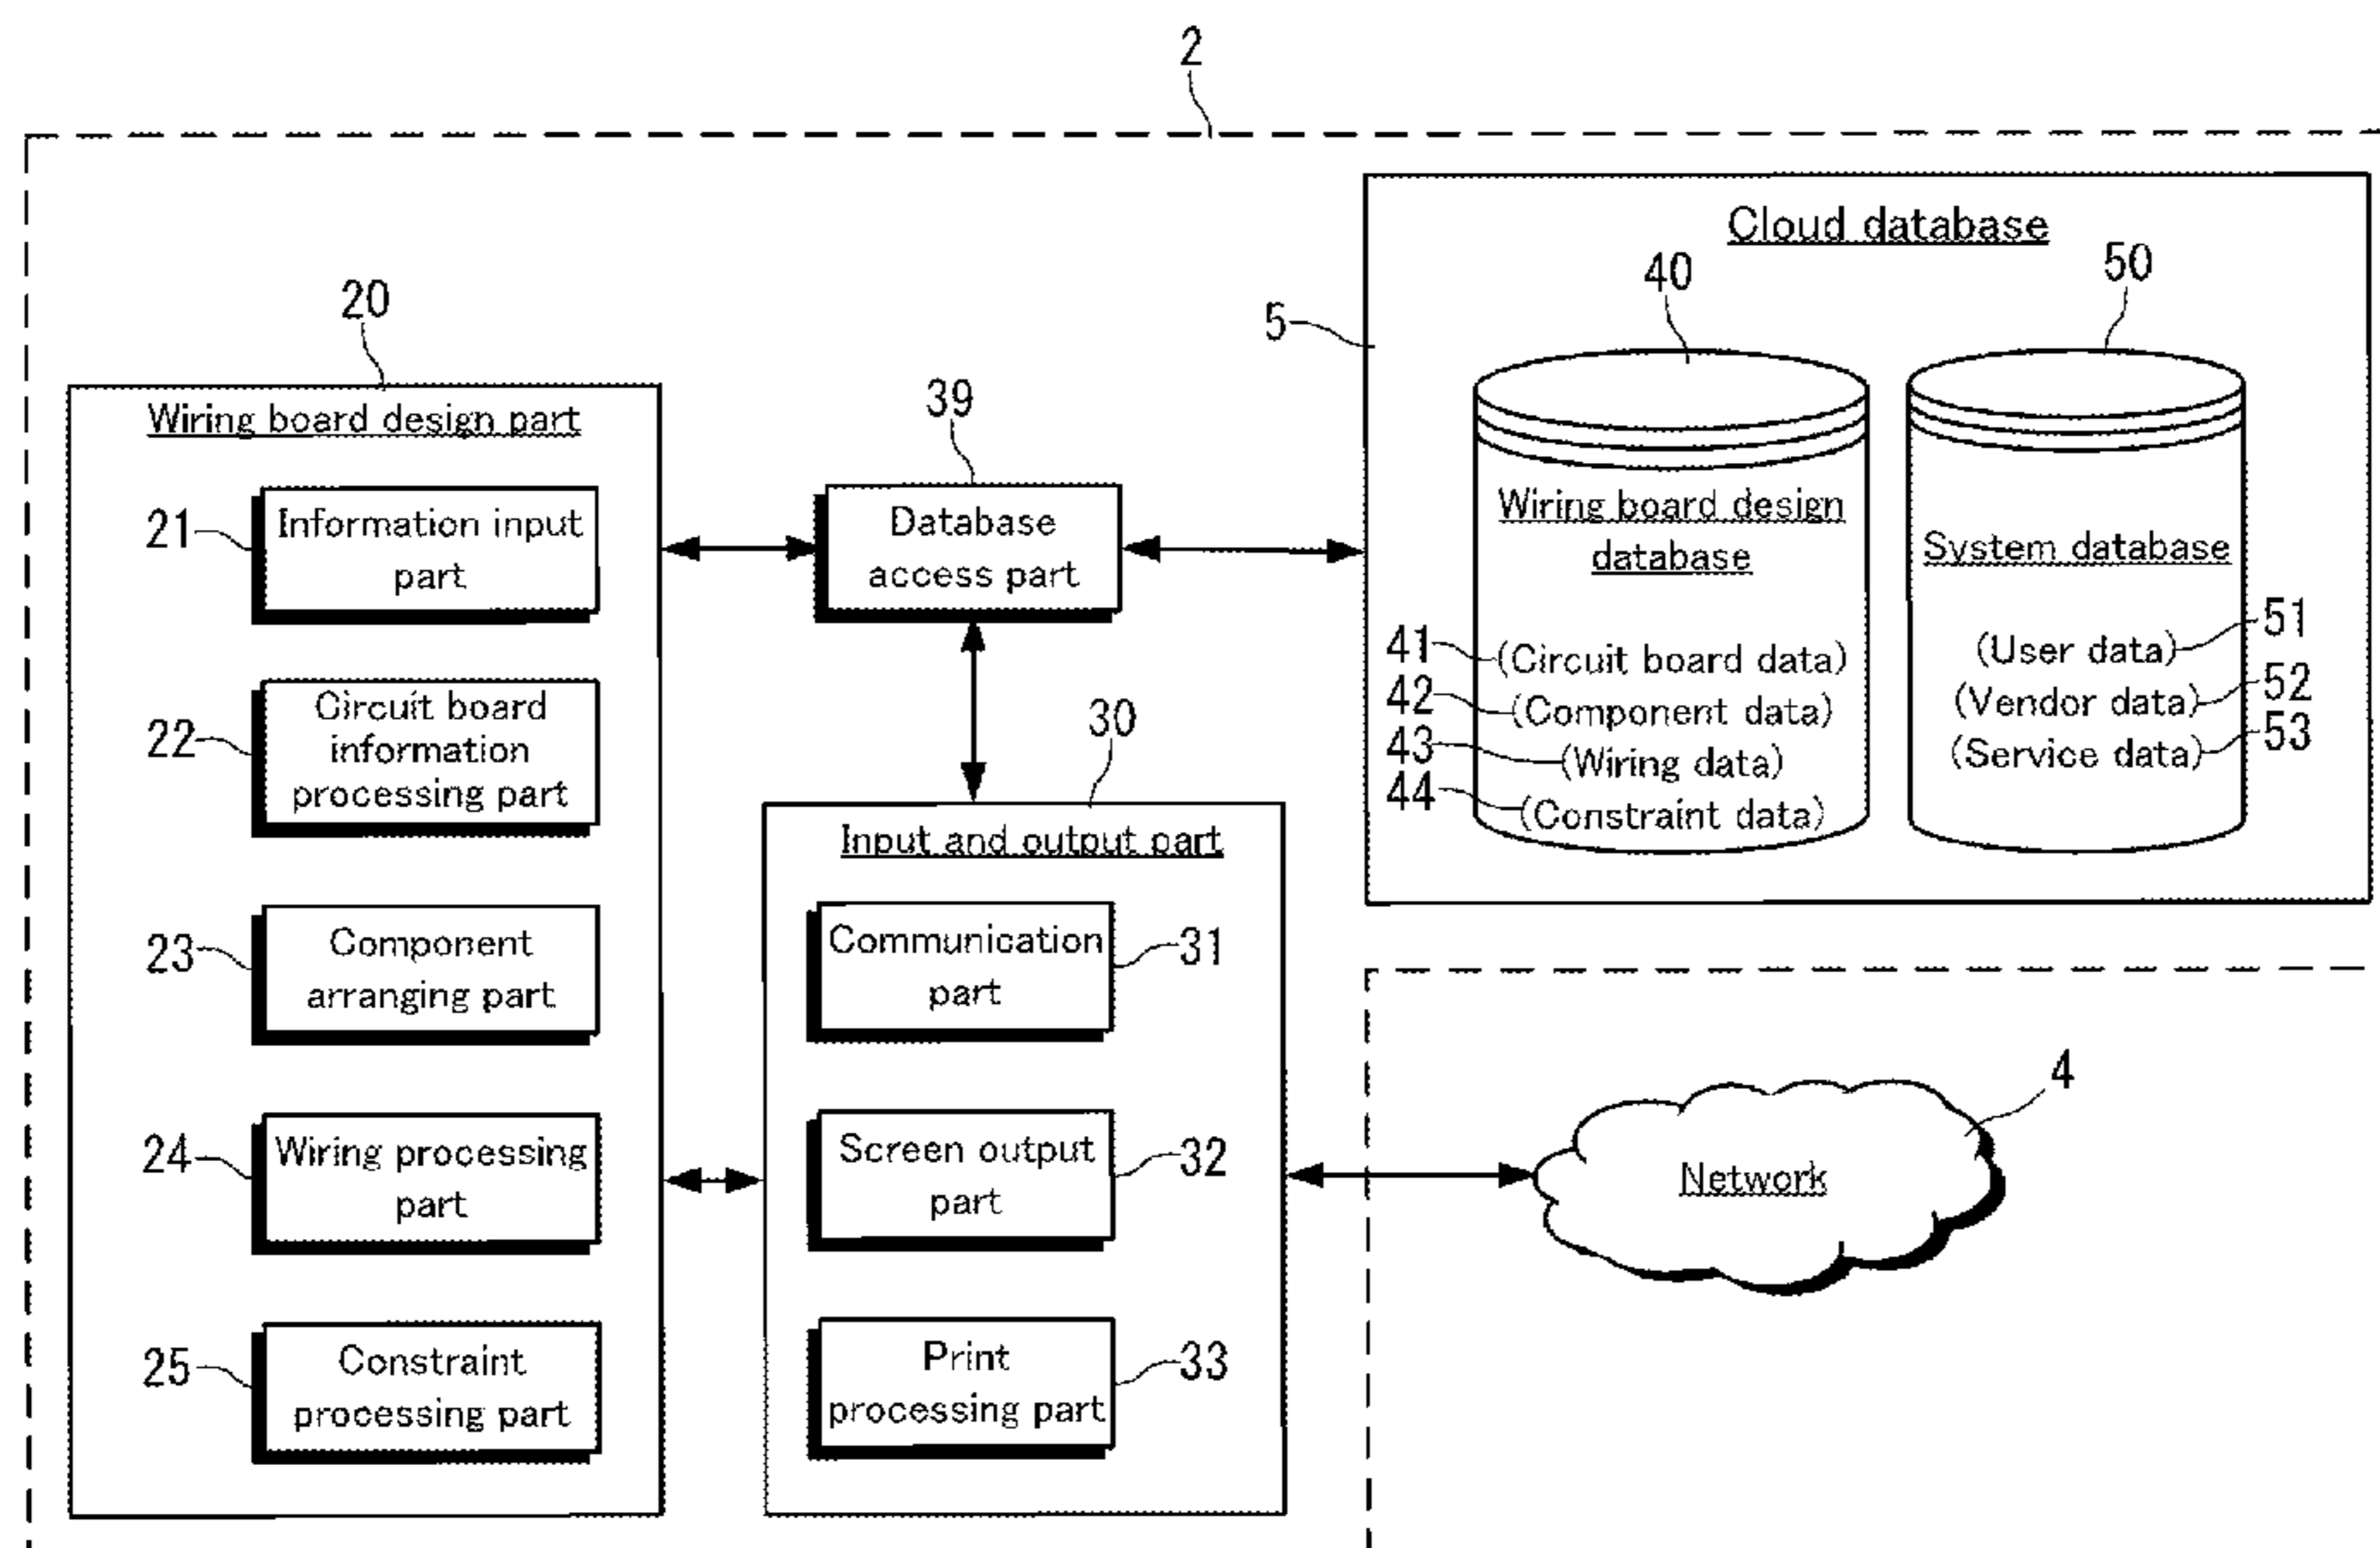 2
Cloud database
5
40
50
Wiring board design
database
41 (Circuit board data)
42 (Component data)
43 (Wiring data)
44 (Constraint data)
System database
(User data) 51
(Vendor data) 52
(Service data) 53
20
Wiring board design part
21
Information input
part
22
Circuit board
information
processing part
23
Component
arranging part
24
Wiring processing
part
25
Constraint
processing part
39
Database
access part
30
Input and output part
Communication
part
31
Screen output
part
32
Print
processing part
33
4
Network